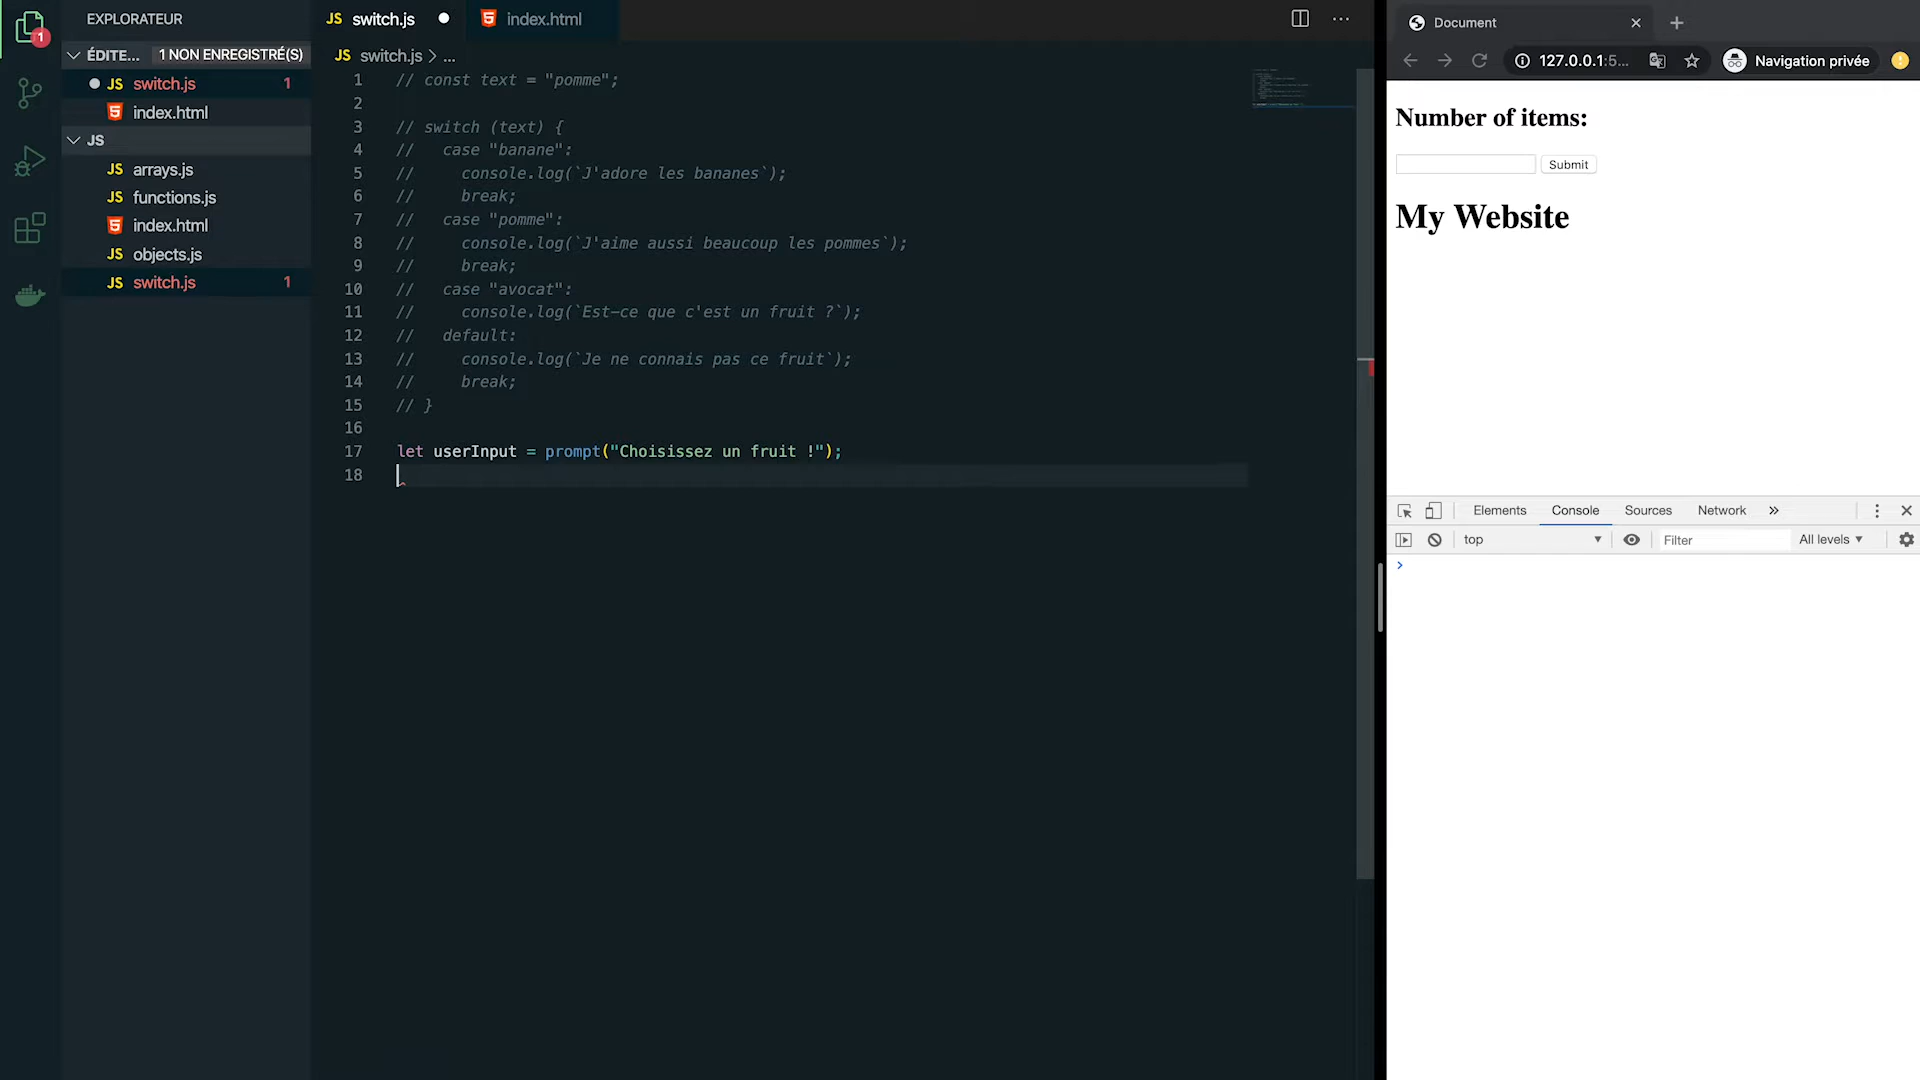 EXPLORATEUR
1
ÉDITE... 1 NON ENREGISTRÉ(S)
JS switch.js 1
index.html
JS
JS arrays.js
JS functions.js
index.html
JS objects.js
JS switch.js 1
JS switch.js
index.html
JS switch.js > ...
1 // const text = "pomme";
2
3 // switch (text) {
4 //   case "banane":
5 //     console.log(`J'adore les bananes`);
6 //     break;
7 //   case "pomme":
8 //     console.log(`J'aime aussi beaucoup les pommes`);
9 //     break;
10 //   case "avocat":
11 //     console.log(`Est-ce que c'est un fruit ?`);
12 //   default:
13 //     console.log(`Je ne connais pas ce fruit`);
14 //     break;
15 // }
16
17 let userInput = prompt("Choisissez un fruit !");
18
Document
127.0.0.1:5...
Navigation privée
Number of items:
Submit
My Website
Elements Console Sources Network »
top Filter All levels
>